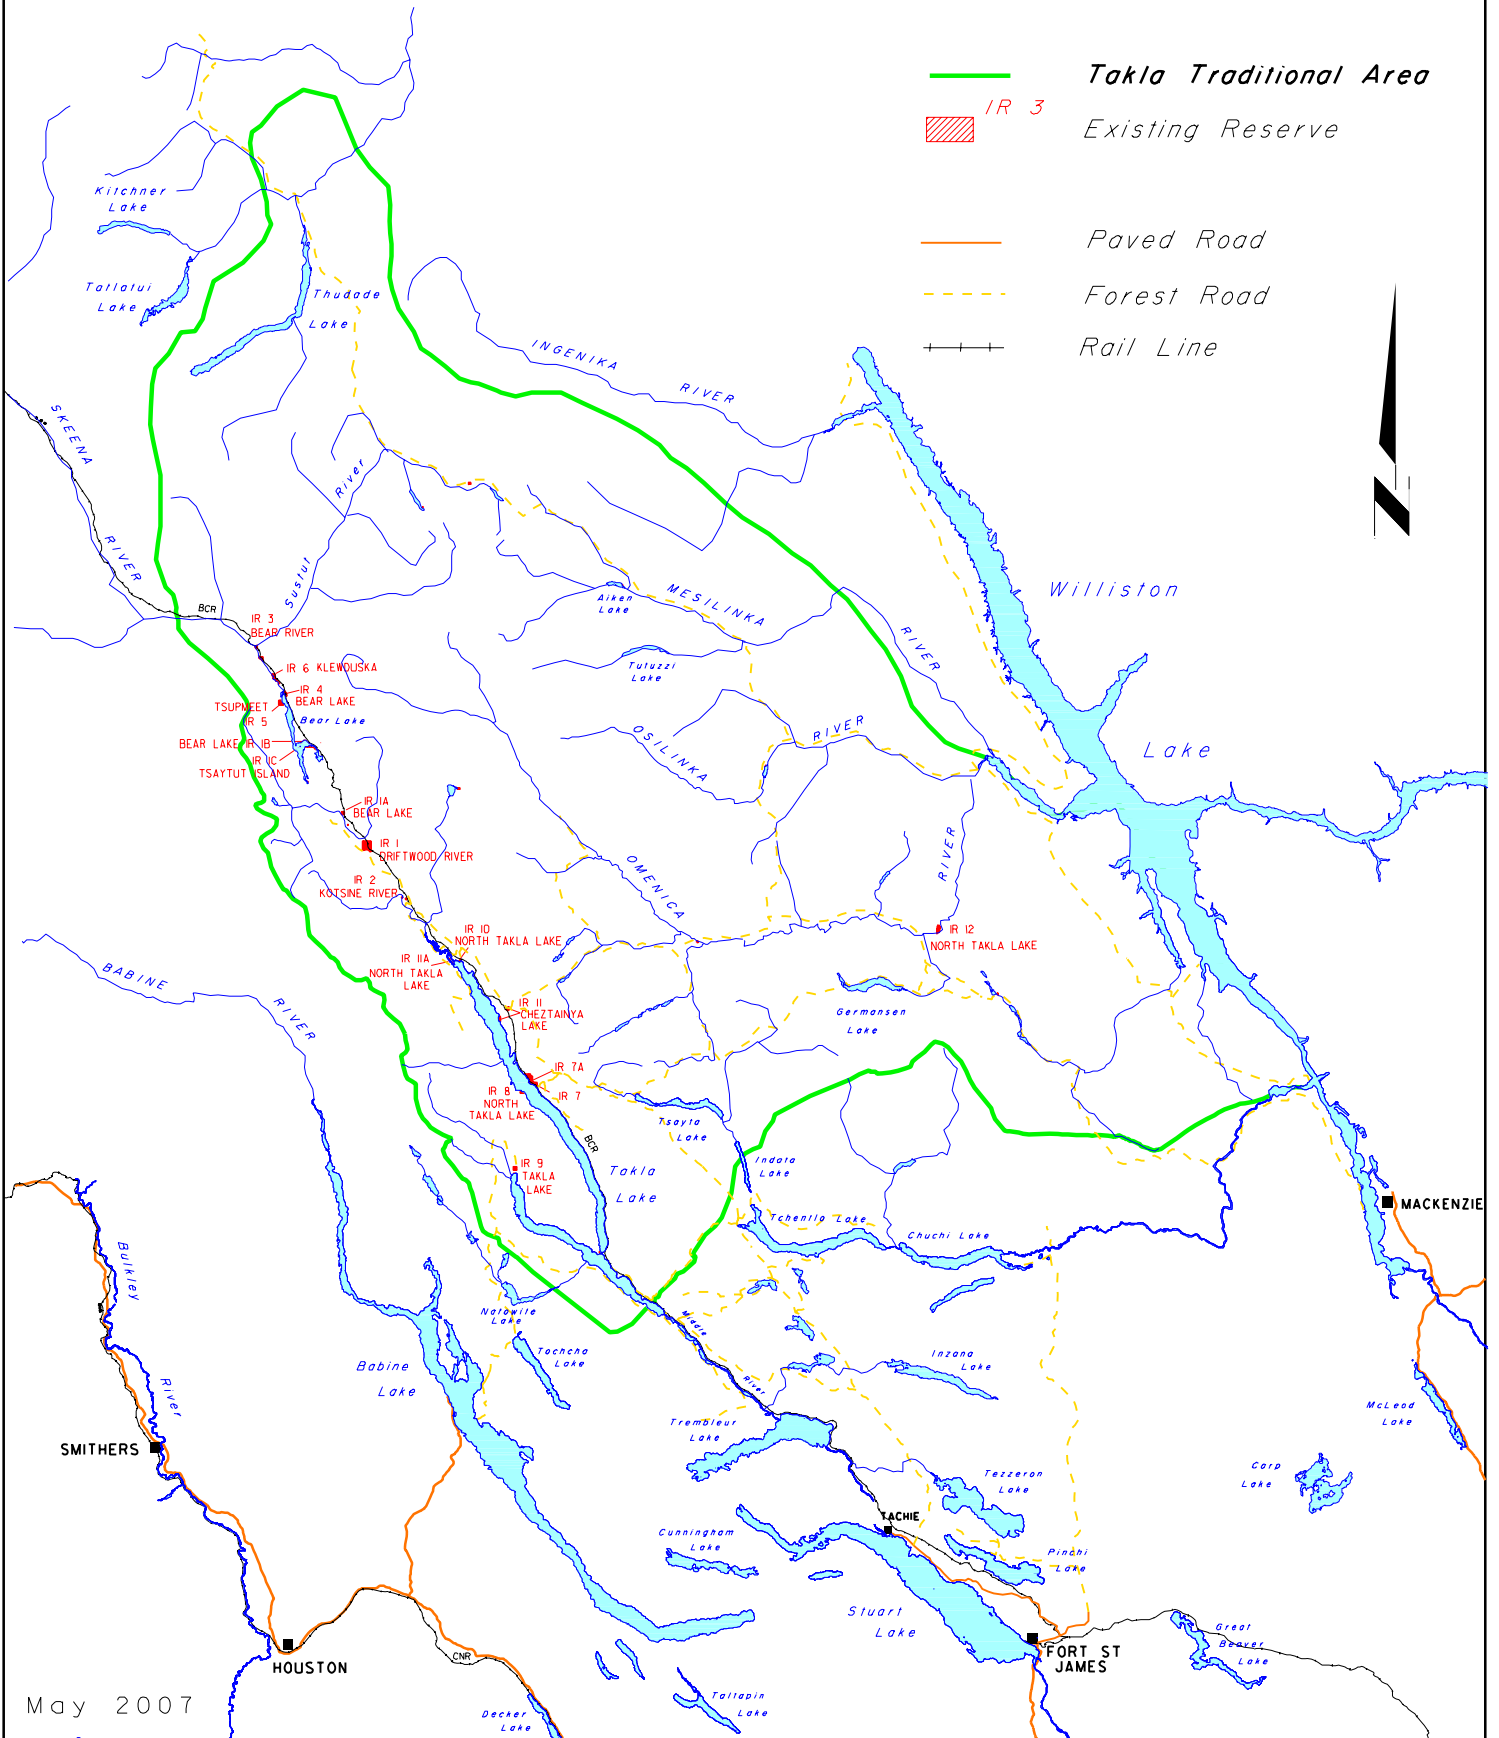 Takla Traditional Area
IR 3
Existing Reserve
Paved Road
Forest Road
Rail Line
Kitchner
Lake
Tatlatui
Lake
Thudade
Lake
INGENIKA
RIVER
SKEENA
RIVER
River
Sustut
BCR
Aiken
Lake
MESILINKA
RIVER
Williston
Lake
Tutuzzi
Lake
IR 3
BEAR RIVER
IR 6 KLEWDUSKA
IR 4
BEAR LAKE
TSUPMEET
IR 5
Bear Lake
BEAR LAKE IR 1B
IR 1C
TSAYTUT ISLAND
OSILINKA
RIVER
IR 1A
BEAR LAKE
IR 1
DRIFTWOOD RIVER
IR 2
KOTSINE RIVER
OMENICA
RIVER
IR 12
NORTH TAKLA LAKE
IR 1D
NORTH TAKLA LAKE
IR 11A
NORTH TAKLA
LAKE
BABINE
RIVER
IR 11
CHEZTAINYA
LAKE
Germansen
Lake
IR 7A
IR 7
IR 8
NORTH
TAKLA LAKE
BCR
Tsayta
Lake
IR 9
TAKLA
LAKE
Takla
Lake
Indata
Lake
Tchentlo Lake
Chuchi Lake
MACKENZIE
Bulkley
River
Natowite
Lake
Tochcha
Lake
Middle
River
Babine
Lake
Inzana
Lake
McLeod
Lake
Trembleur
Lake
SMITHERS
Tezzeron
Lake
Carp
Lake
TACHIE
Cunningham
Lake
Pinchi
Lake
Stuart
Lake
Great
Beaver
Lake
FORT ST
JAMES
HOUSTON
CNR
Taltapin
Lake
Decker
Lake
May 2007